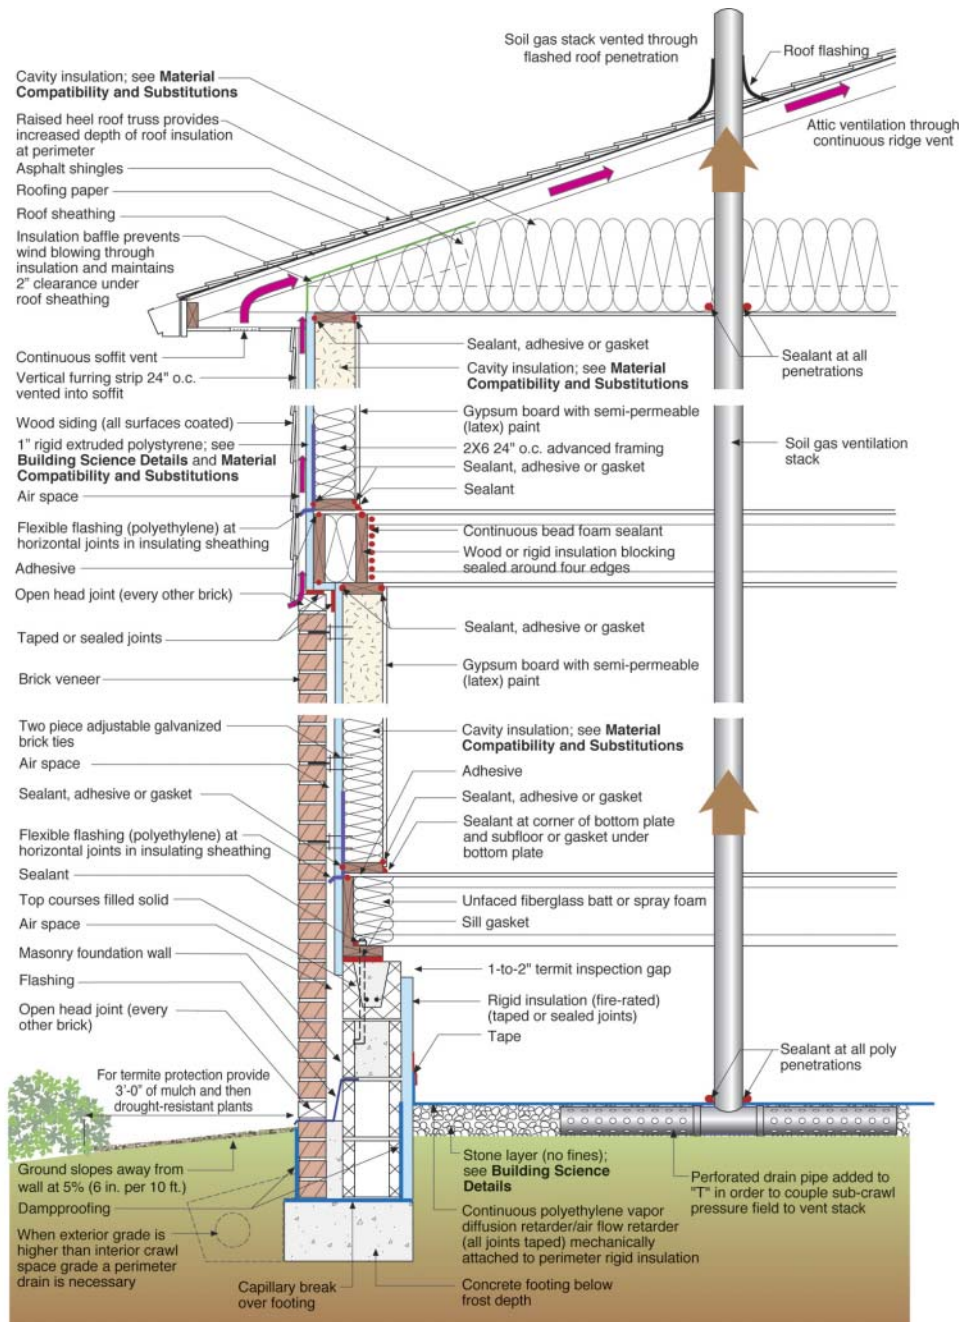 Soil gas stack vented through
flashed roof penetration
Roof flashing
Cavity insulation; see Material
Compatibility and Substitutions
Raised heel roof truss provides
increased depth of roof insulation
at perimeter
Attic ventilation through
continuous ridge vent
Asphalt shingles
Roofing paper
Roof sheathing
Insulation baffle prevents
wind blowing through
insulation and maintains
2" clearance under
roof sheathing
Continuous soffit vent
Vertical furring strip 24" o.c.
vented into soffit
Sealant, adhesive or gasket
Cavity insulation; see Material
Compatibility and Substitutions
Sealant at all
penetrations
Wood siding (all surfaces coated)
1" rigid extruded polystyrene; see
Building Science Details and Material
Compatibility and Substitutions
Air space
Gypsum board with semi-permeable
(latex) paint
2X6 24" o.c. advanced framing
Sealant, adhesive or gasket
Sealant
Soil gas ventilation
stack
Flexible flashing (polyethylene) at
horizontal joints in insulating sheathing
Adhesive
Open head joint (every other brick)
Continuous bead foam sealant
Wood or rigid insulation blocking
sealed around four edges
Taped or sealed joints
Brick veneer
Sealant, adhesive or gasket
Gypsum board with semi-permeable
(latex) paint
Two piece adjustable galvanized
brick ties
Air space
Sealant, adhesive or gasket
Flexible flashing (polyethylene) at
horizontal joints in insulating sheathing
Sealant
Top courses filled solid
Air space
Masonry foundation wall
Flashing
Open head joint (every
other brick)
Cavity insulation; see Material
Compatibility and Substitutions
Adhesive
Sealant, adhesive or gasket
Sealant at corner of bottom plate
and subfloor or gasket under
bottom plate
Unfaced fiberglass batt or spray foam
Sill gasket
1-to-2" termit inspection gap
Rigid insulation (fire-rated)
(taped or sealed joints)
Tape
Sealant at all poly
penetrations
For termite protection provide
3'-0" of mulch and then
drought-resistant plants
Ground slopes away from
wall at 5% (6 in. per 10 ft.)
Dampproofing
When exterior grade is
higher than interior crawl
space grade a perimeter
drain is necessary
Stone layer (no fines);
see Building Science
Details
Continuous polyethylene vapor
diffusion retarder/air flow retarder
(all joints taped) mechanically
attached to perimeter rigid insulation
Perforated drain pipe added to
"T" in order to couple sub-crawl
pressure field to vent stack
Capillary break
over footing
Concrete footing below
frost depth